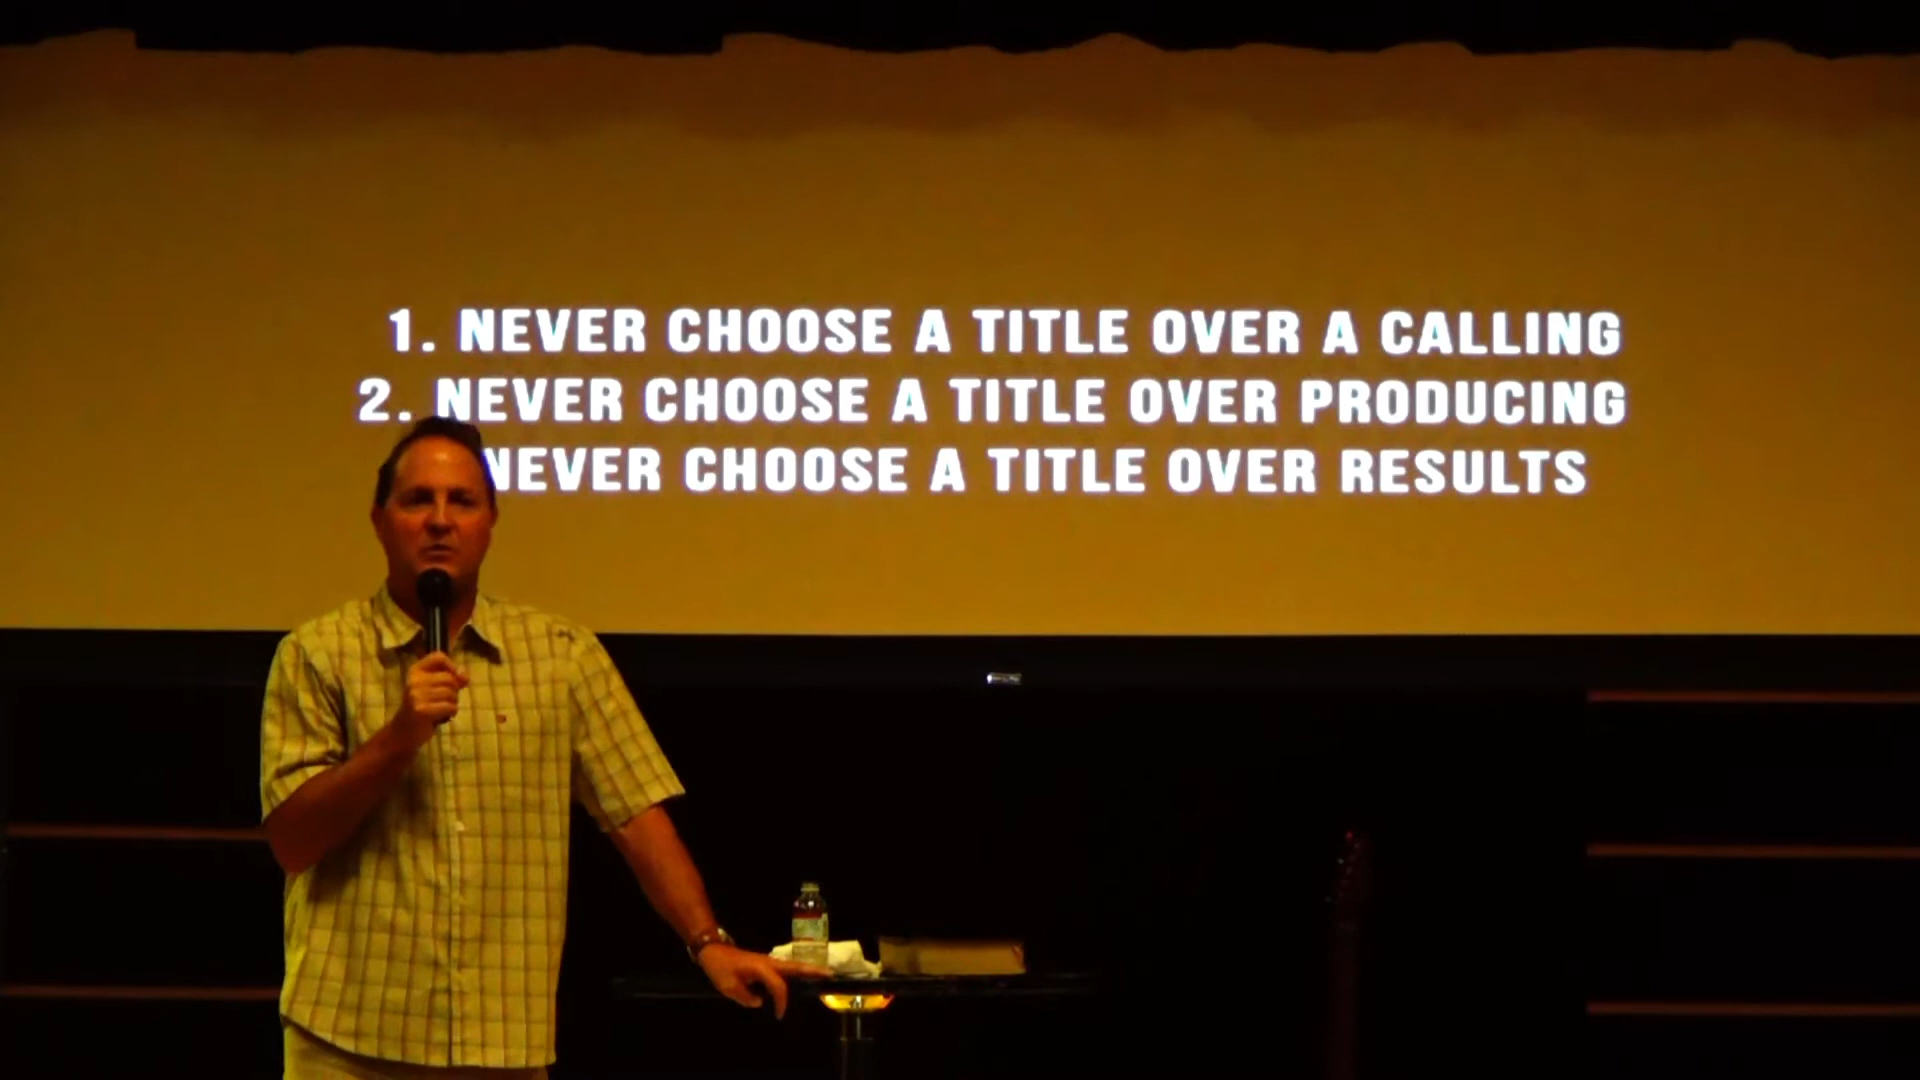 1. NEVER CHOOSE A TITLE OVER A CALLING
2. NEVER CHOOSE A TITLE OVER PRODUCING
NEVER CHOOSE A TITLE OVER RESULTS